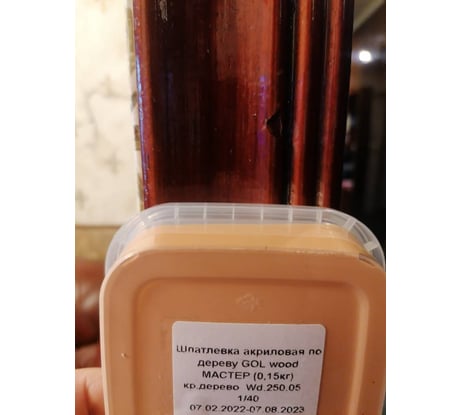 Шпатлевка акриловая по
дереву GOL wood
МАСТЕР (0,15кг)
кр.дерево Wd.250.05
1/40
07.02.2022-07.08.2023